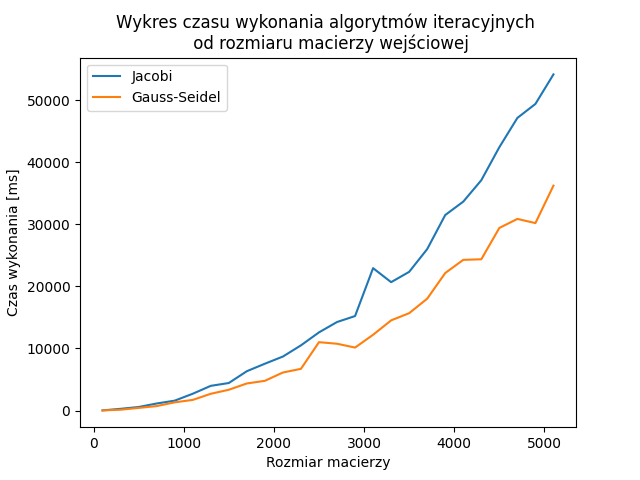 Wykres czasu wykonania algorytmów iteracyjnych
od rozmiaru macierzy wejściowej
Jacobi
Gauss-Seidel
Czas wykonania [ms]
50000
40000
30000
20000
10000
0
0 1000 2000 3000 4000 5000
Rozmiar macierzy